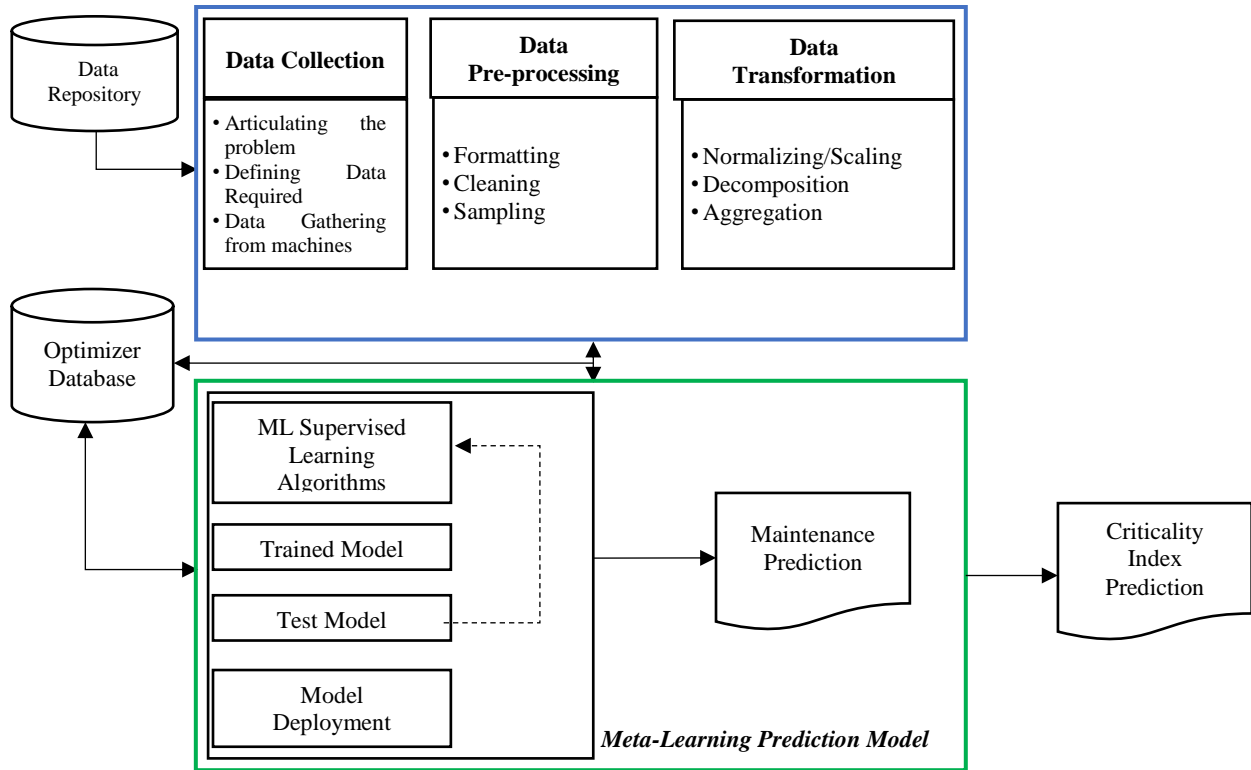 Data
Repository
Data Collection
• Articulating the
problem
• Defining Data
Required
• Data Gathering
from machines
Data
Pre-processing
• Formatting
• Cleaning
• Sampling
Data
Transformation
• Normalizing/Scaling
• Decomposition
• Aggregation
Optimizer
Database
ML Supervised
Learning
Algorithms
Trained Model
Test Model
Model
Deployment
Maintenance
Prediction
Meta-Learning Prediction Model
Criticality
Index
Prediction